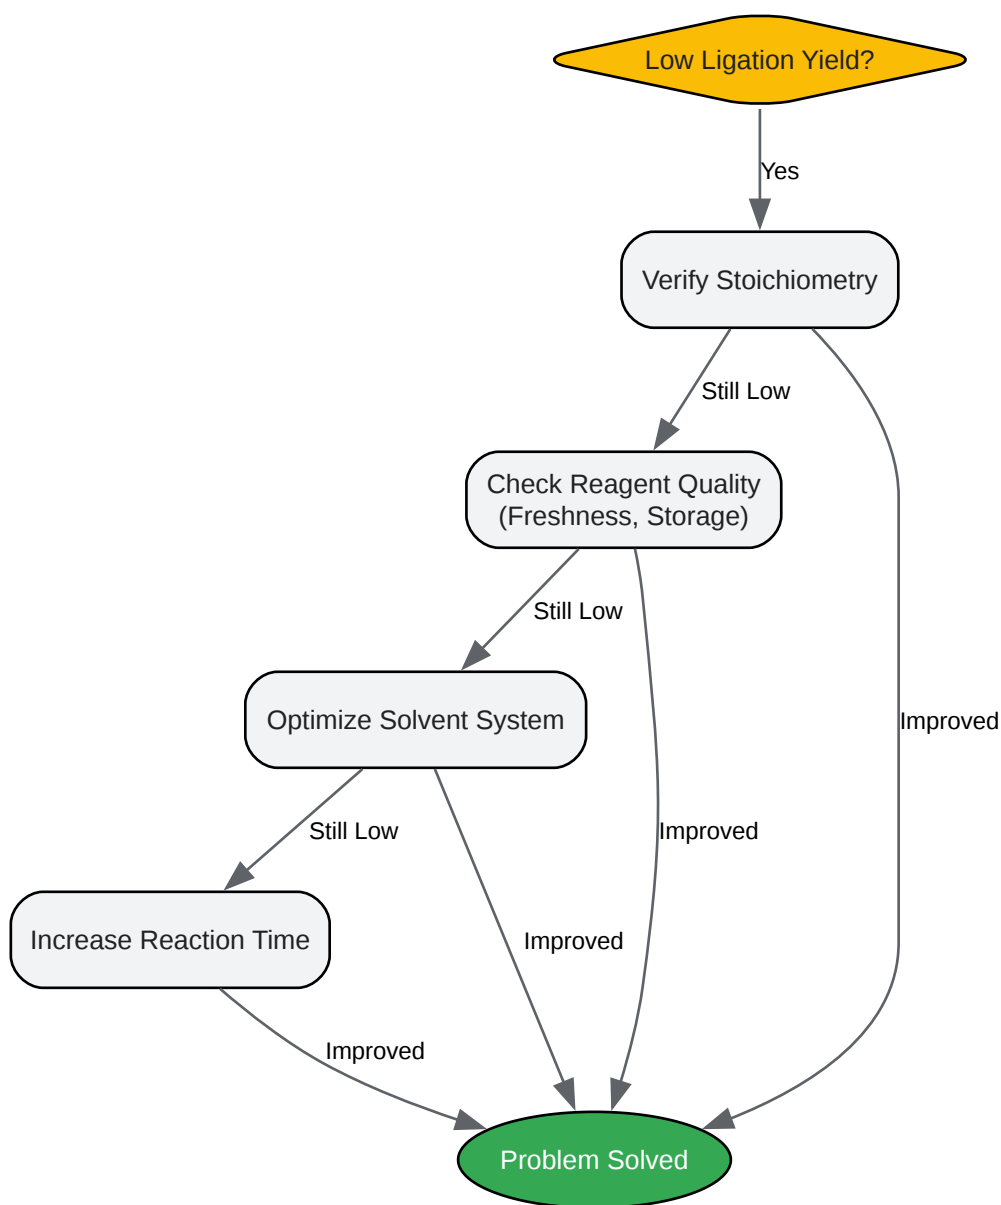 Low Ligation Yield?
Yes
Verify Stoichiometry
Still Low
Check Reagent Quality
(Freshness, Storage)
Still Low
Optimize Solvent System
Improved
Still Low
Improved
Increase Reaction Time
Improved
Improved
Problem Solved